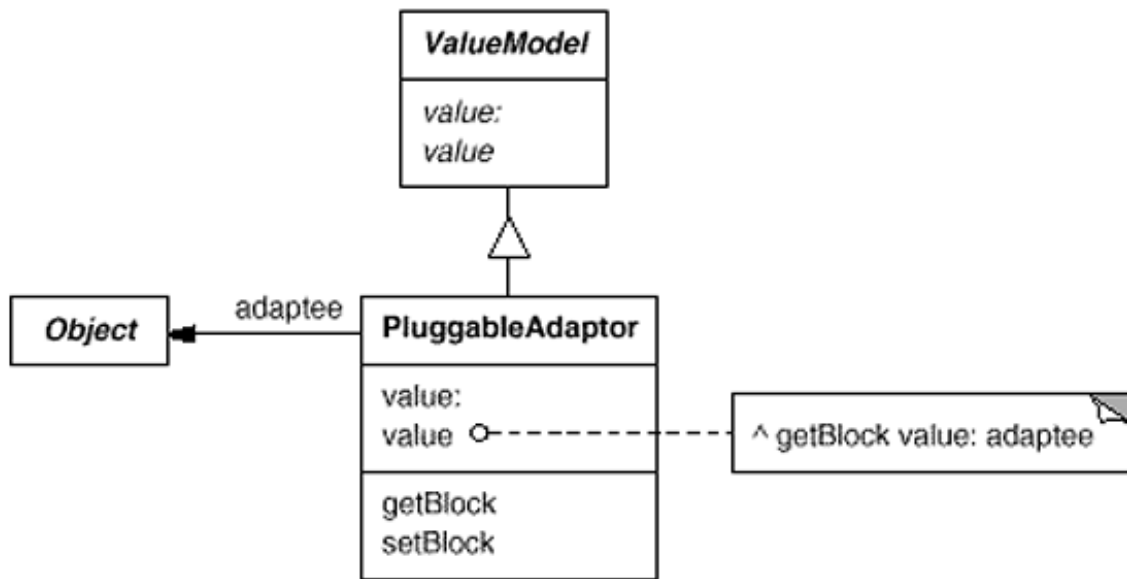 ValueModel
value:
value
Object
adaptee
PluggableAdaptor
value:
value
^ getBlock value: adaptee
getBlock
setBlock